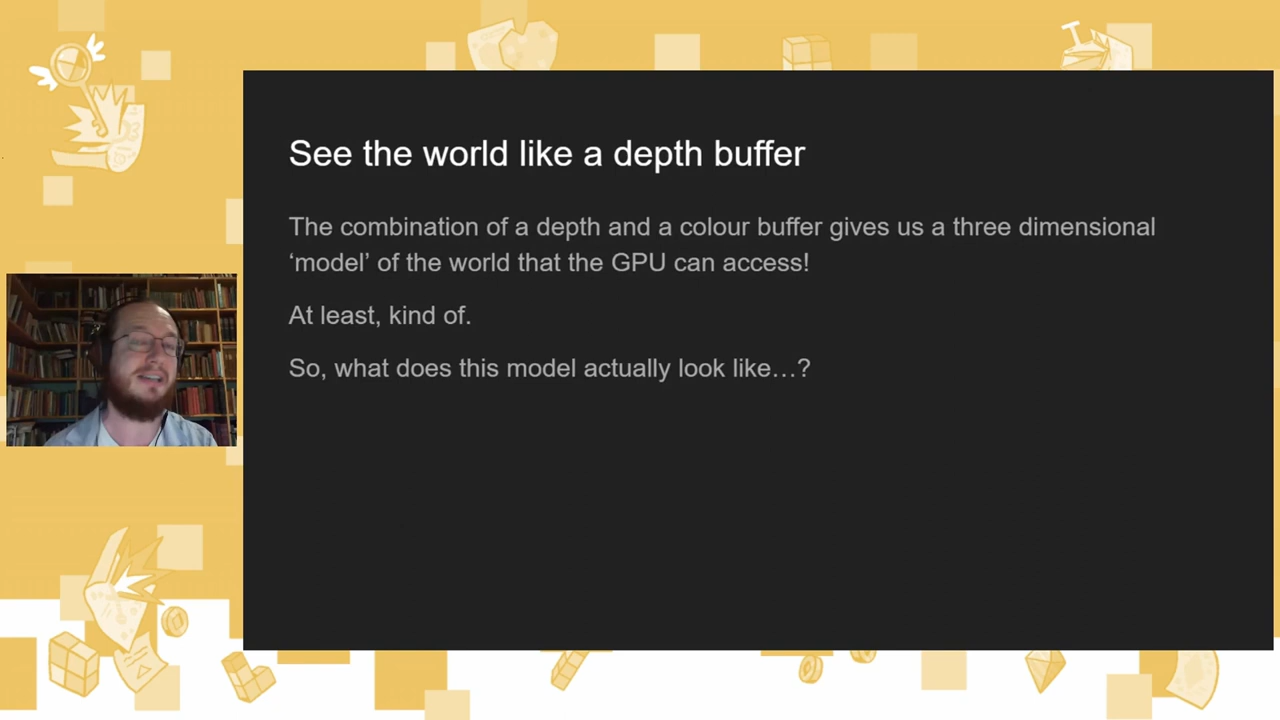 See the world like a depth buffer
The combination of a depth and a colour buffer gives us a three dimensional
‘model’ of the world that the GPU can access!
At least, kind of.
So, what does this model actually look like…?